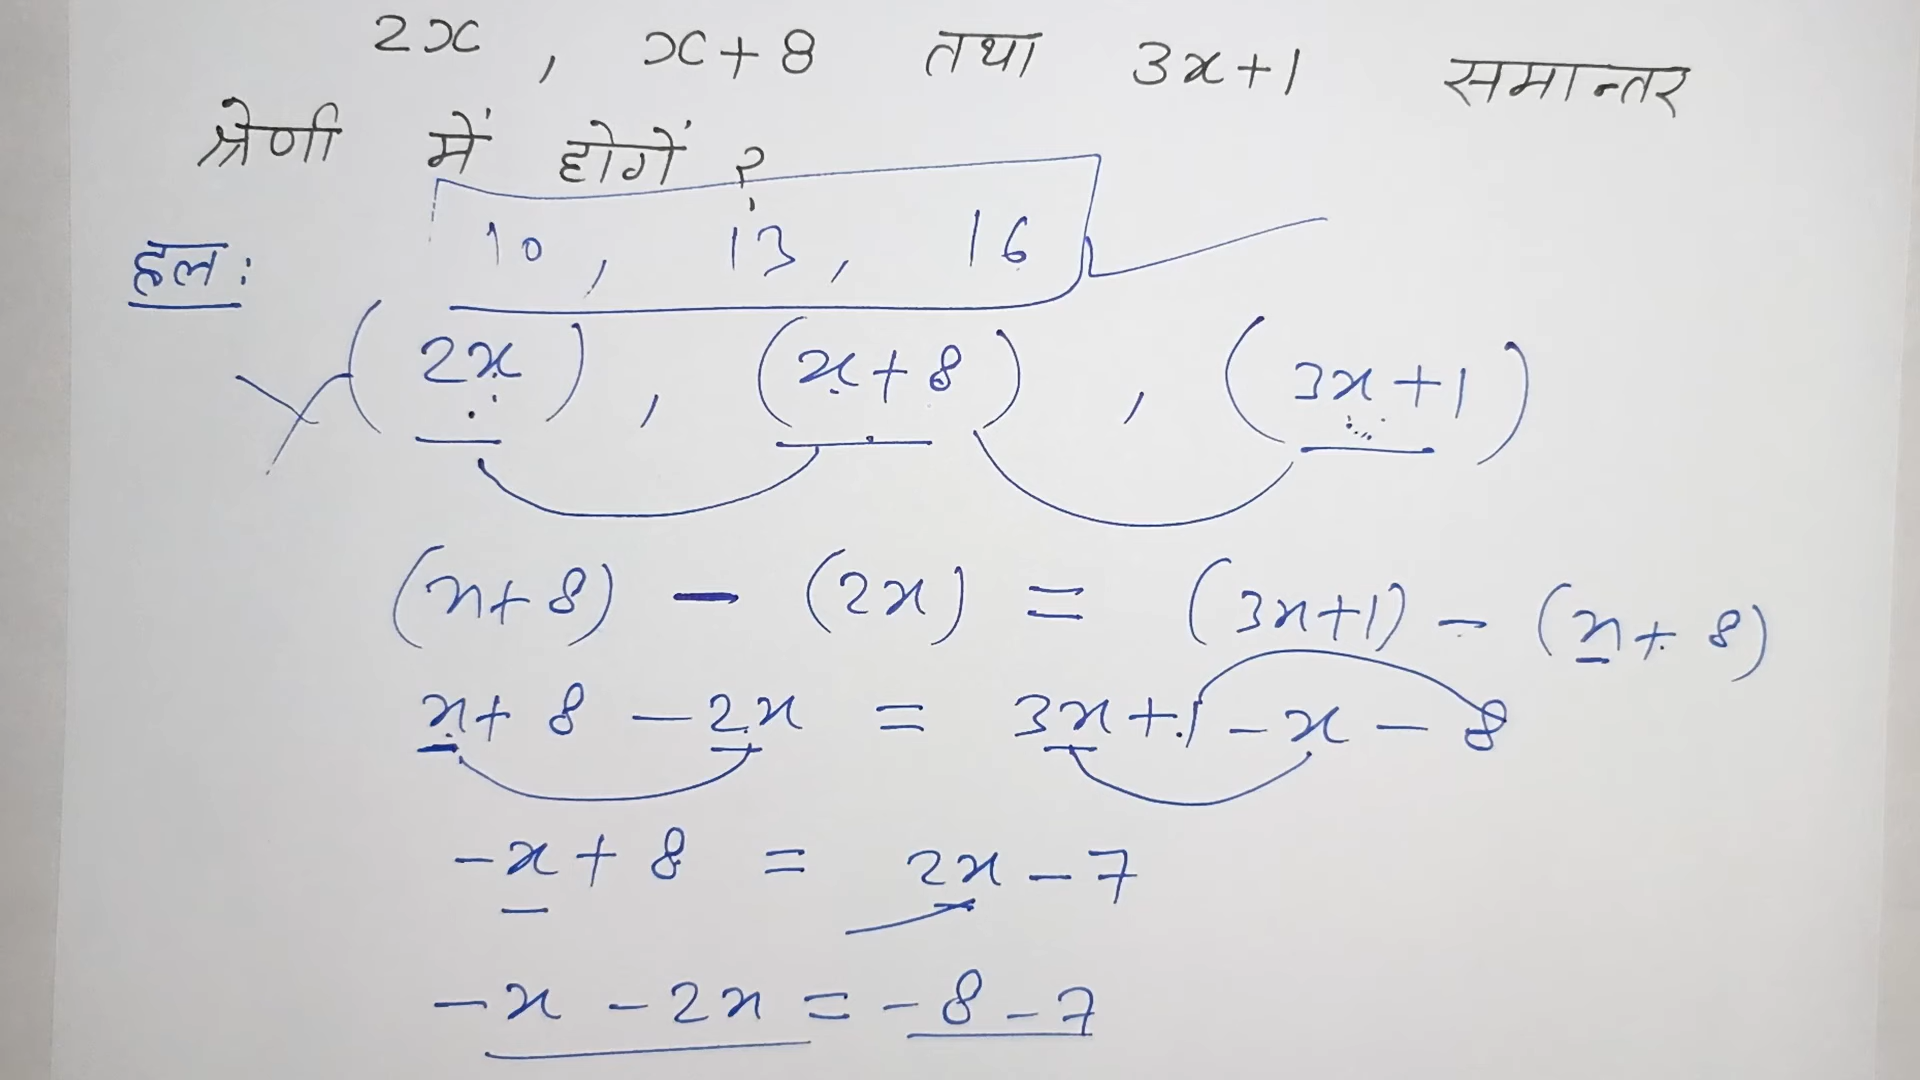 2x , x+8 तथा 3x+1 समान्तर
श्रेणी में होगें ?
10 , 13 , 16
हल :
(2x) , (x+8) , (3x+1)
(x+8) - (2x) = (3x+1) - (x+8)
x+8-2x = 3x+1-x-8
-x+8 = 2x-7
-x-2x = -8-7